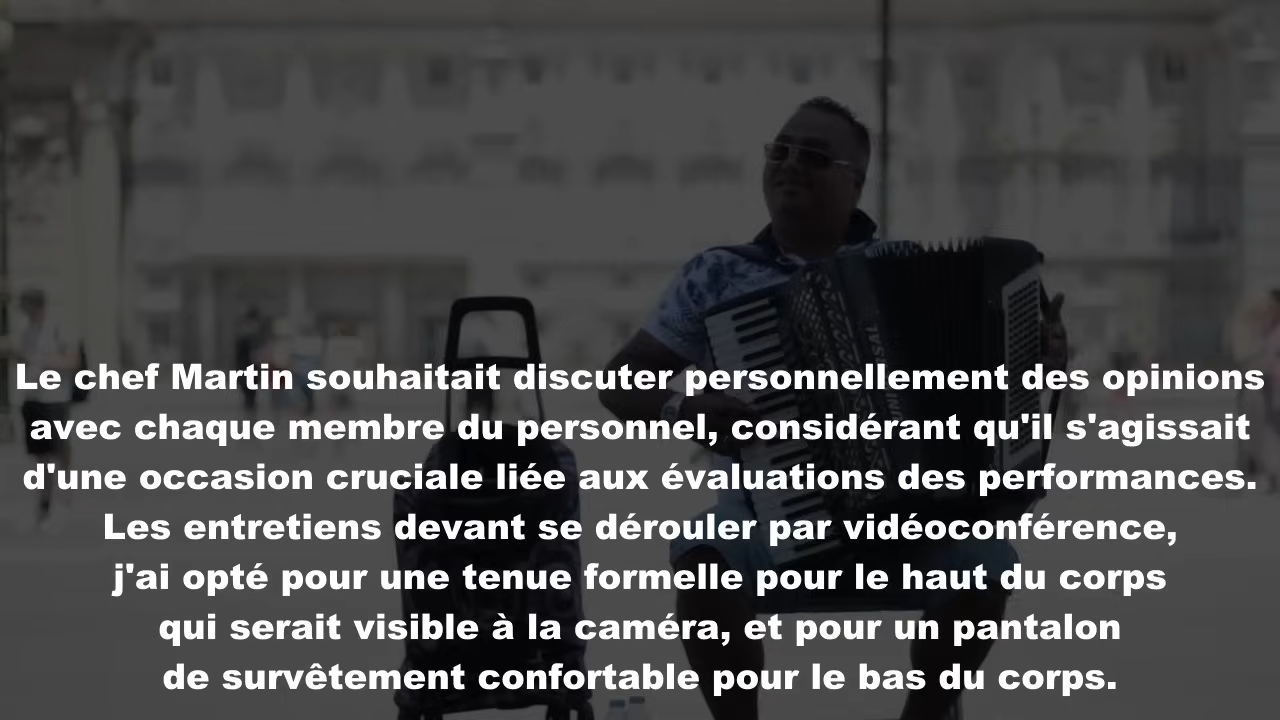 Le chef Martin souhaitait discuter personnellement des opinions
avec chaque membre du personnel, considérant qu'il s'agissait
d'une occasion cruciale liée aux évaluations des performances.
Les entretiens devant se dérouler par vidéoconférence,
j'ai opté pour une tenue formelle pour le haut du corps
qui serait visible à la caméra, et pour un pantalon
de survêtement confortable pour le bas du corps.